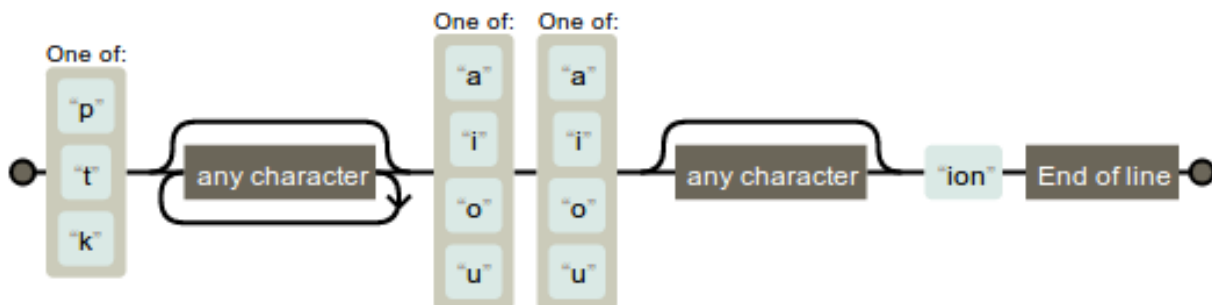 One of: One of:
One of:
“a” “a”
“p”
“i” “i”
any character “t” any character “ion” End of line
“o” “o”
“k”
“u” “u”